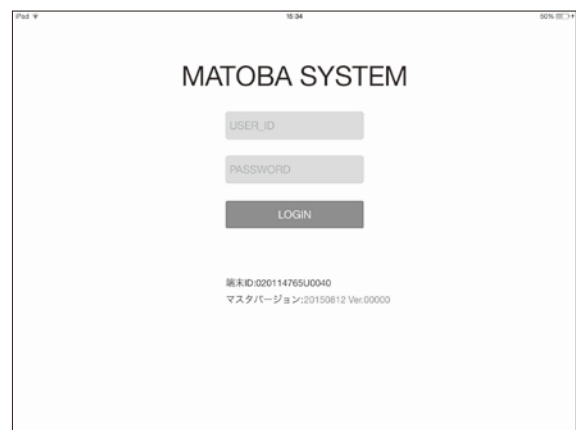 iPad 15:34 50%
MATOBA SYSTEM
USER_ID
PASSWORD
LOGIN
端末ID:020114765U0040
マスタバージョン:20150812 Ver.00000